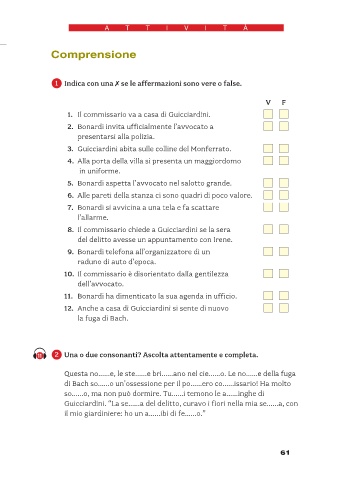 ATTIVITÀ
Comprensione
1 Indica con una ✗ se le affermazioni sono vere o false.
V F
1. Il commissario va a casa di Guicciardini.
2. Bonardi invita ufficialmente l'avvocato a
presentarsi alla polizia.
3. Guicciardini abita sulle colline del Monferrato.
4. Alla porta della villa si presenta un maggiordomo
in uniforme.
5. Bonardi aspetta l'avvocato nel salotto grande.
6. Alle pareti della stanza ci sono quadri di poco valore.
7. Bonardi si avvicina a una tela e fa scattare
l'allarme.
8. Il commissario chiede a Guicciardini se la sera
del delitto avesse un appuntamento con Irene.
9. Bonardi telefona all'organizzatore di un
raduno di auto d'epoca.
10. Il commissario è disorientato dalla gentilezza
dell'avvocato.
11. Bonardi ha dimenticato la sua agenda in ufficio.
12. Anche a casa di Guicciardini si sente di nuovo
la fuga di Bach.
2 Una o due consonanti? Ascolta attentamente e completa.
Questa no......e, le ste......e bri......ano nel cie......o. Le no......e della fuga
di Bach so......o un'ossessione per il po......ero co......issario! Ha molto
so......o, ma non può dormire. Tu......i temono le a......inghe di
Guicciardini. "La se......a del delitto, curavo i fiori nella mia se......a, con
il mio giardiniere: ho un a......ibi di fe......o."
61